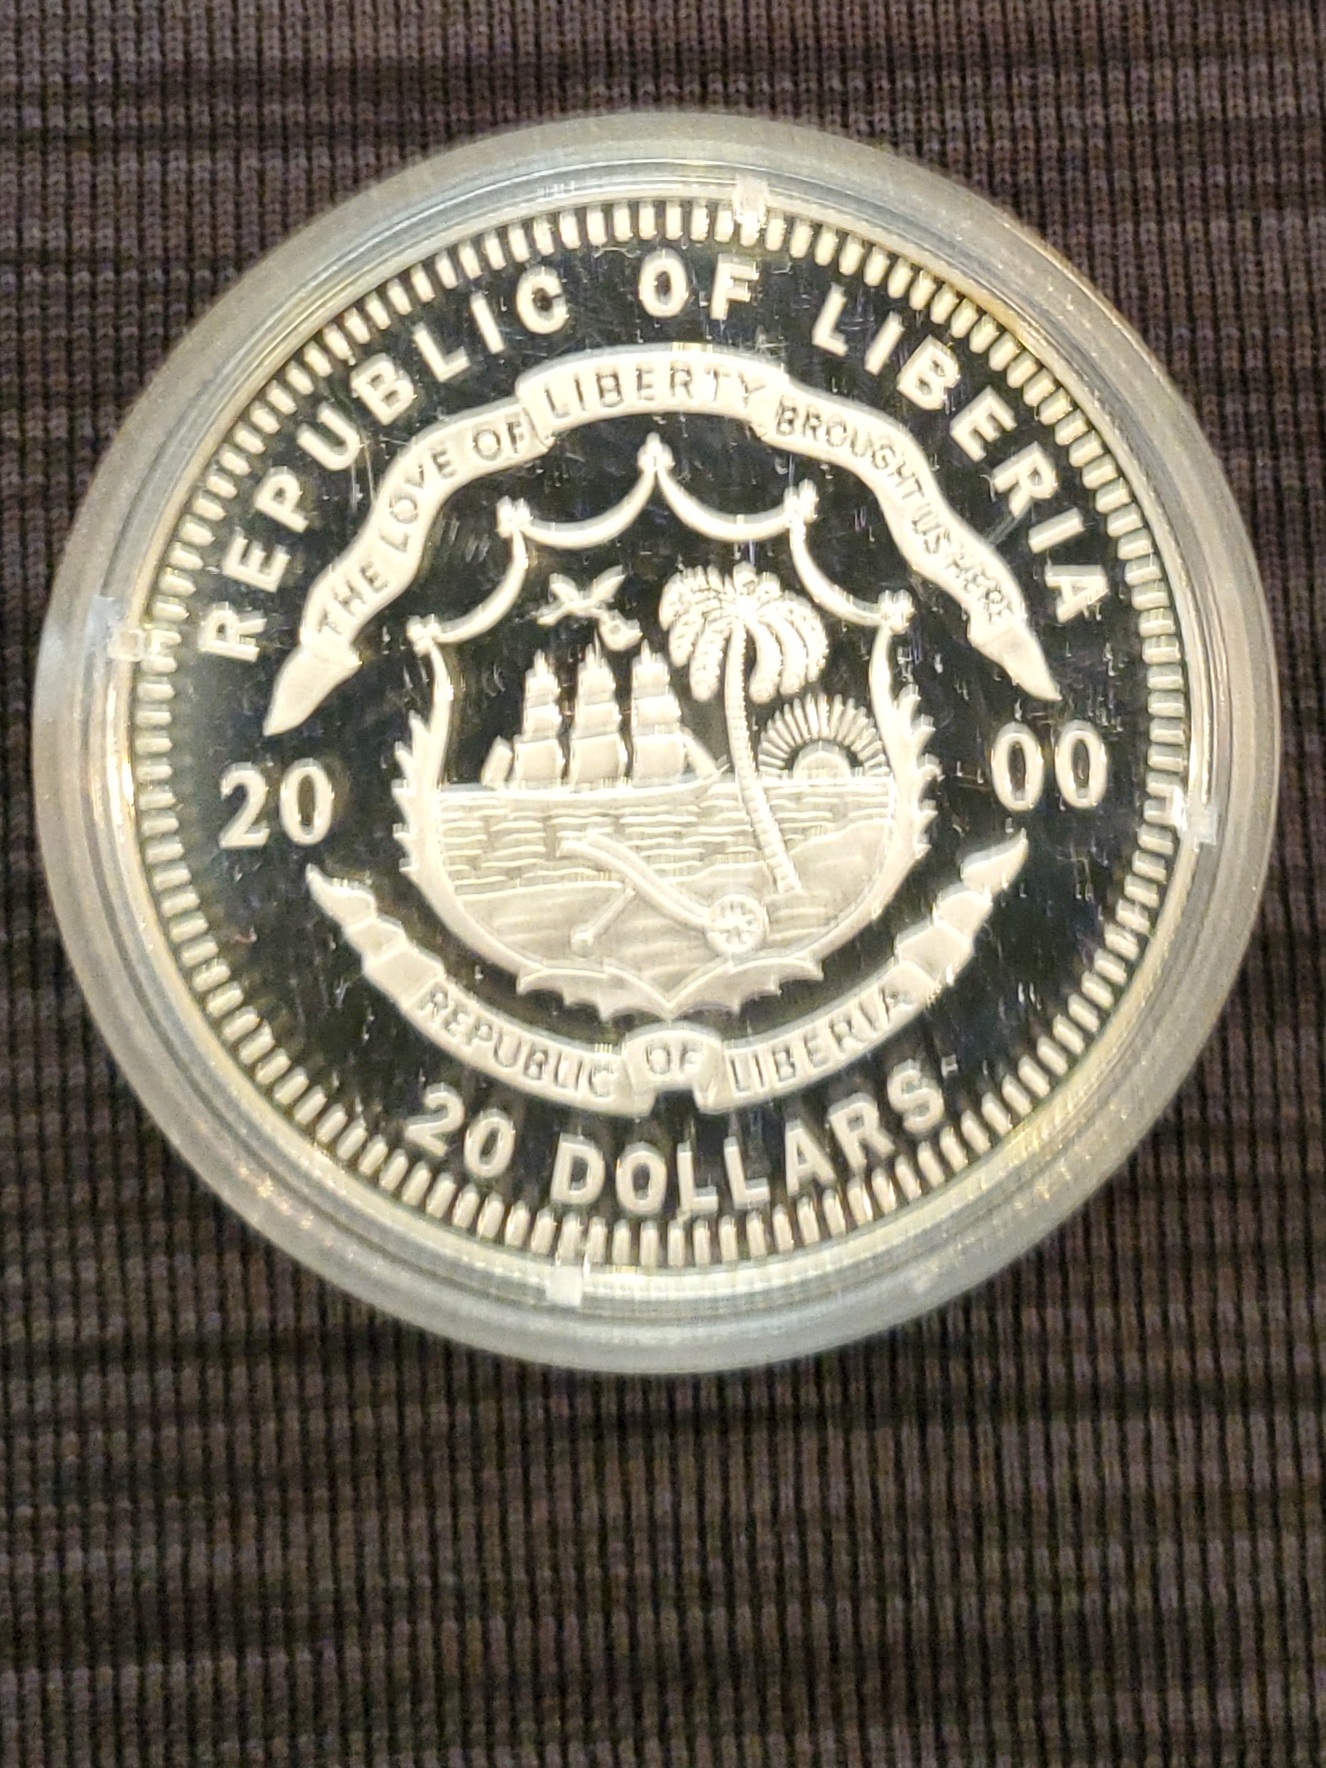 REPUBLIC OF LIBERIA
THE LOVE OF LIBERTY BROUGHT US HERE
20 00
REPUBLIC OF LIBERIA
20 DOLLARS